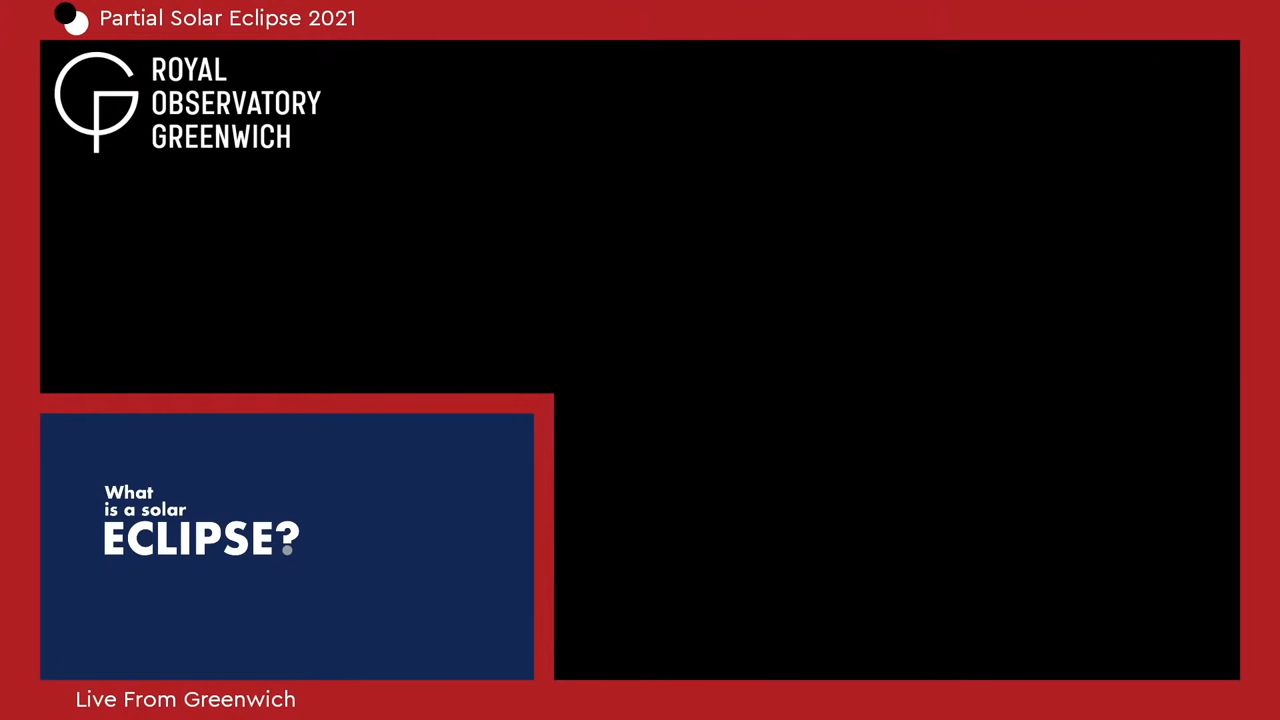 Partial Solar Eclipse 2021
ROYAL
OBSERVATORY
GREENWICH
What
is a solar
ECLIPSE?
Live From Greenwich